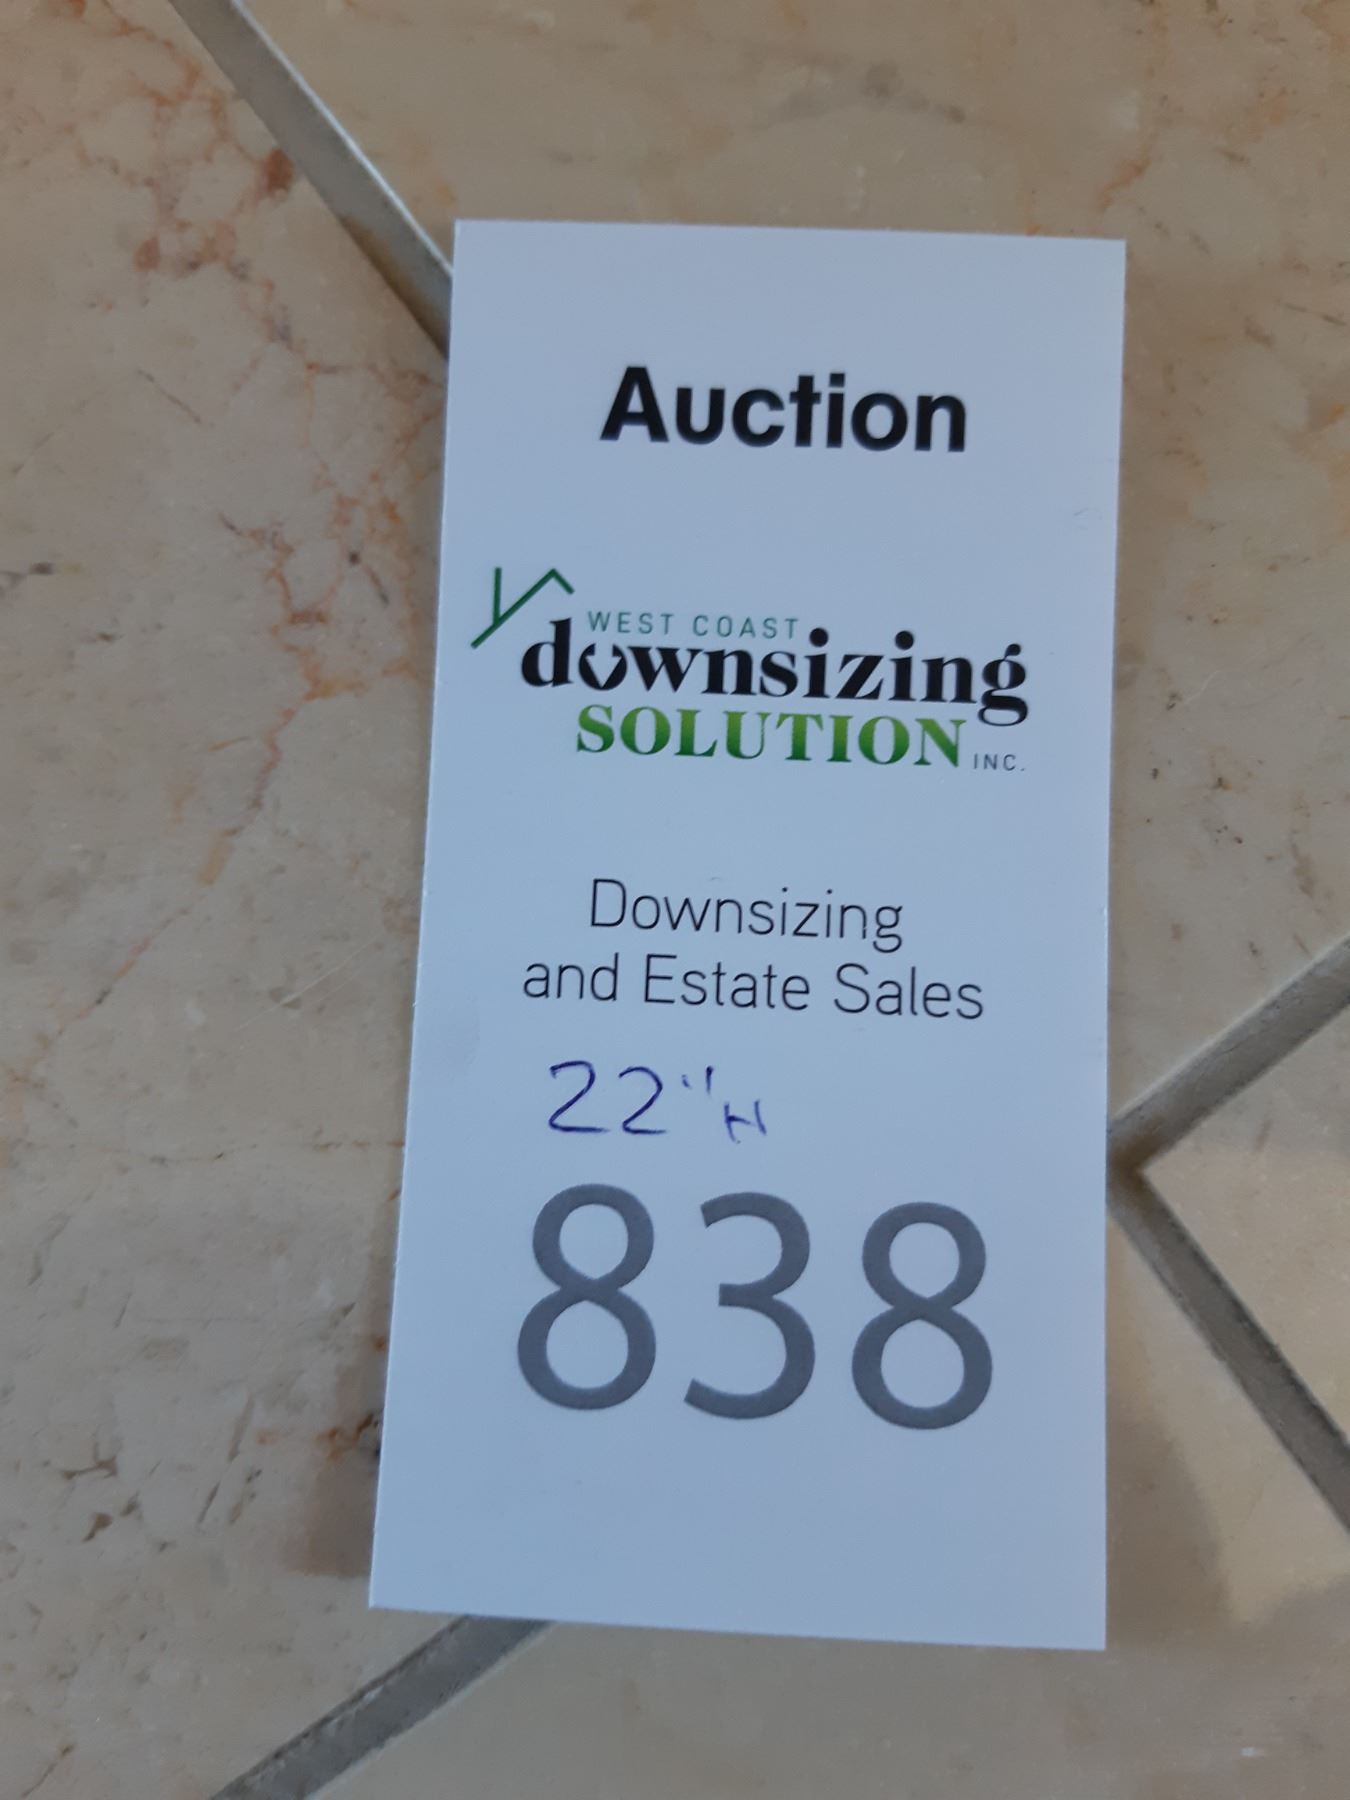 Auction
WEST COAST
downsizing
SOLUTION INC.
Downsizing
and Estate Sales
22" H
838